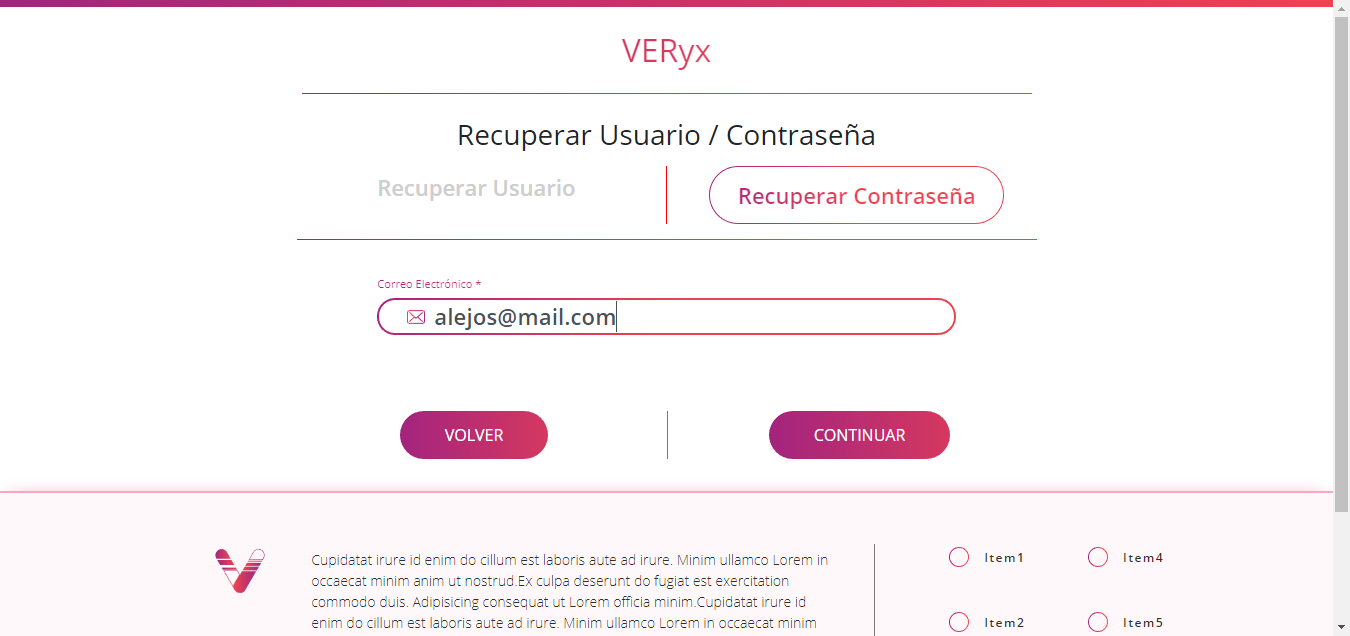 VERyx
Recuperar Usuario / Contraseña
Recuperar Usuario
Recuperar Contraseña
Correo Electrónico *
alejos@mail.com
VOLVER
CONTINUAR
Cupidatat irure id enim do cillum est laboris aute ad irure. Minim ullamco Lorem in
occaecat minim anim ut nostrud.Ex culpa deserunt do fugiat est exercitation
commodo duis. Adipisicing consequat ut Lorem officia minim.Cupidatat irure id
enim do cillum est laboris aute ad irure. Minim ullamco Lorem in occaecat minim
Item1
Item4
Item2
Item5